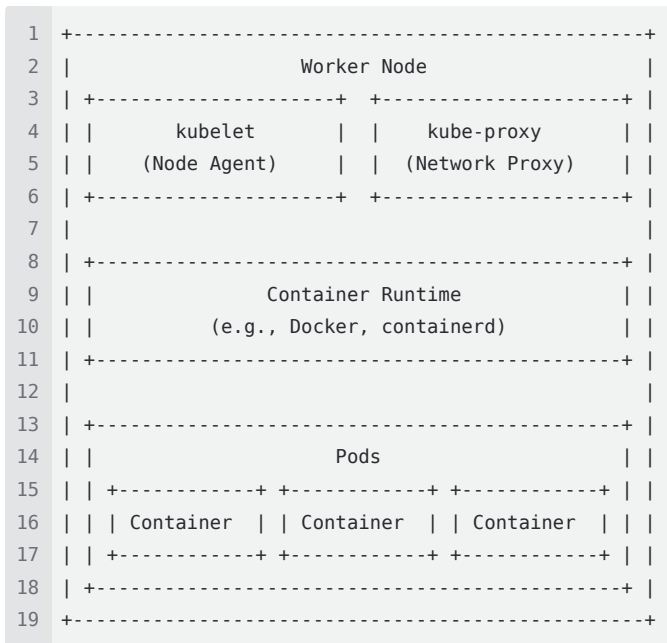 1 +--------------------------------------------------+
2 |                    Worker Node                   |
3 | +---------------------+  +---------------------+ |
4 | |       kubelet       |  |    kube-proxy       | |
5 | |    (Node Agent)     |  |  (Network Proxy)    | |
6 | +---------------------+  +---------------------+ |
7 |                                                  |
8 | +----------------------------------------------+ |
9 | |               Container Runtime              | |
10 | |          (e.g., Docker, containerd)          | |
11 | +----------------------------------------------+ |
12 |                                                  |
13 | +----------------------------------------------+ |
14 | |                     Pods                     | |
15 | | +------------+ +------------+ +------------+ | |
16 | | | Container  | | Container  | | Container  | | |
17 | | +------------+ +------------+ +------------+ | |
18 | +----------------------------------------------+ |
19 +--------------------------------------------------+